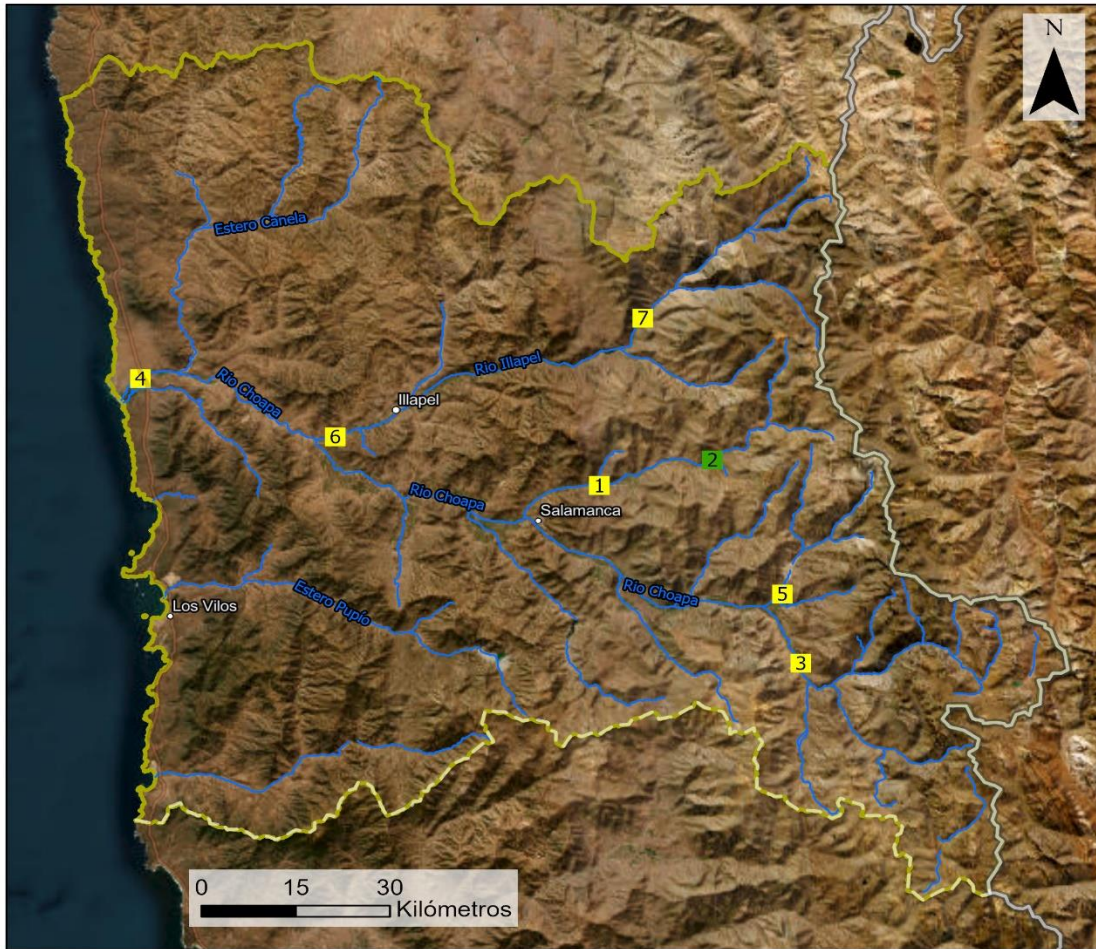 N
Estero Canela
7
4
Río Choapa
Río Illapel
Illapel
6
2
1
Río Choapa
Salamanca
Río Choapa
5
Los Vilos
Estero Pupío
3
0 15 30
Kilómetros